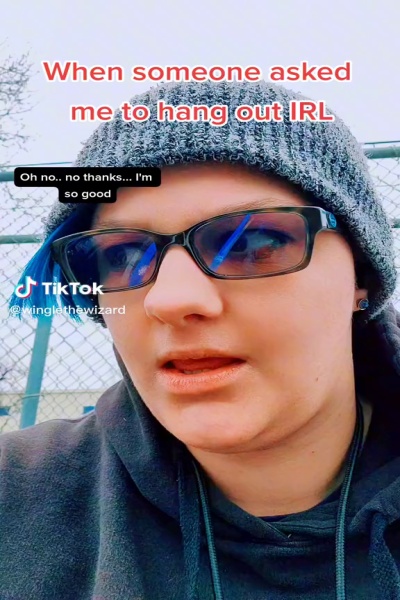 When someone asked
me to hang out IRL
Oh no.. no thanks... I'm
so good
TikTok
@winglethewizard